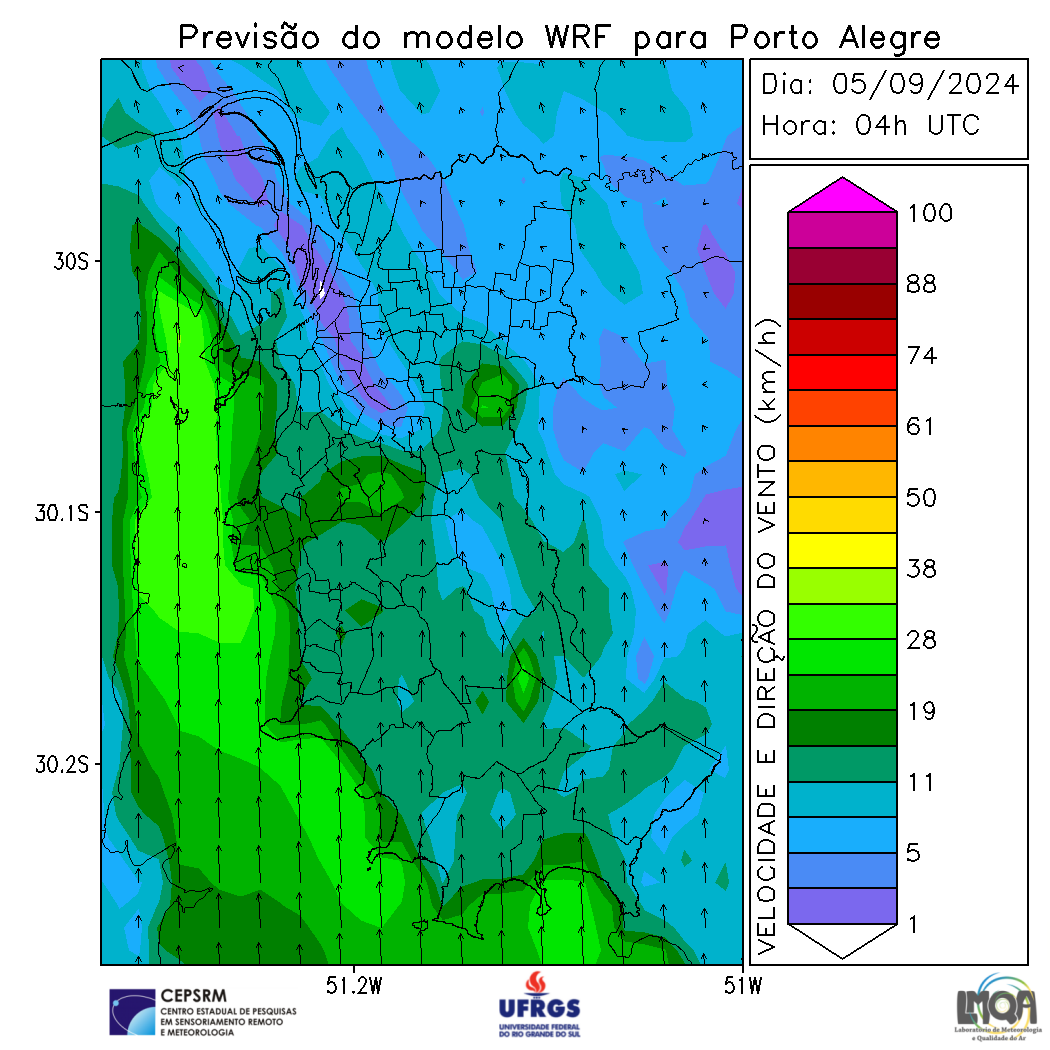 Previsão do modelo WRF para Porto Alegre
Dia: 05/09/2024
Hora: 04h UTC
30S
30.1S
30.2S
51.2W
51W
VELOCIDADE E DIREÇÃO DO VENTO (km/h)
100
88
74
61
50
38
28
19
11
5
1
CEPSRM
CENTRO ESTADUAL DE PESQUISAS
EM SENSORIAMENTO REMOTO
E METEOROLOGIA
UFRGS
UNIVERSIDADE FEDERAL
DO RIO GRANDE DO SUL
LMQA
Laboratório de Meteorologia
e Qualidade do Ar